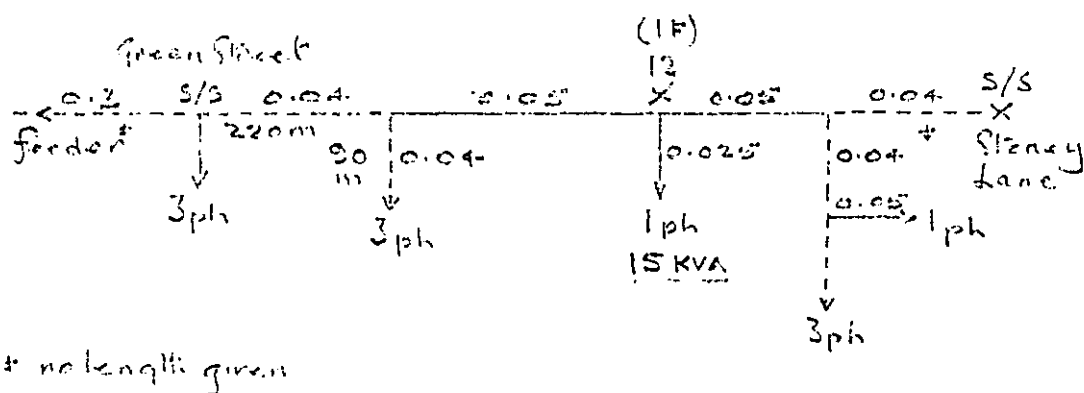 (1F)
Green Street 12
0.2 S/S 0.04 0.05 X 0.05 0.04 S/S
feeder* 220m X
90 m 0.04 0.025 0.04 * Lane
0.05
3ph 3ph 1ph 1ph
15 KVA
3ph
* no length given